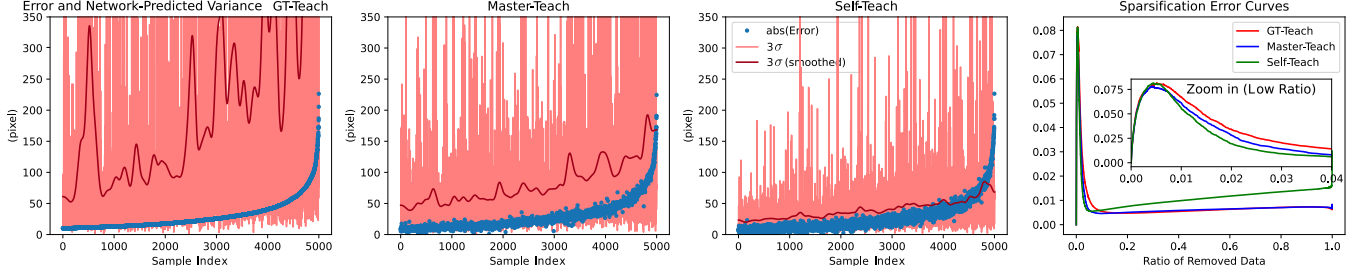 Error and Network-Predicted Variance GT-Teach
350
300
250
200
150
100
50
0
(pixel)
0 1000 2000 3000 4000 5000
Sample Index
Master-Teach
350
300
250
200
150
100
50
0
(pixel)
0 1000 2000 3000 4000 5000
Sample Index
Self-Teach
abs(Error)
3σ
3σ (smoothed)
350
300
250
200
150
100
50
0
(pixel)
0 1000 2000 3000 4000 5000
Sample Index
Sparsification Error Curves
GT-Teach
Master-Teach
Self-Teach
0.08
0.07
0.06
0.05
0.04
0.03
0.02
0.01
0.00
Zoom in (Low Ratio)
0.075
0.050
0.025
0.000
0.00 0.01 0.02 0.03 0.04
0.0 0.2 0.4 0.6 0.8 1.0
Ratio of Removed Data